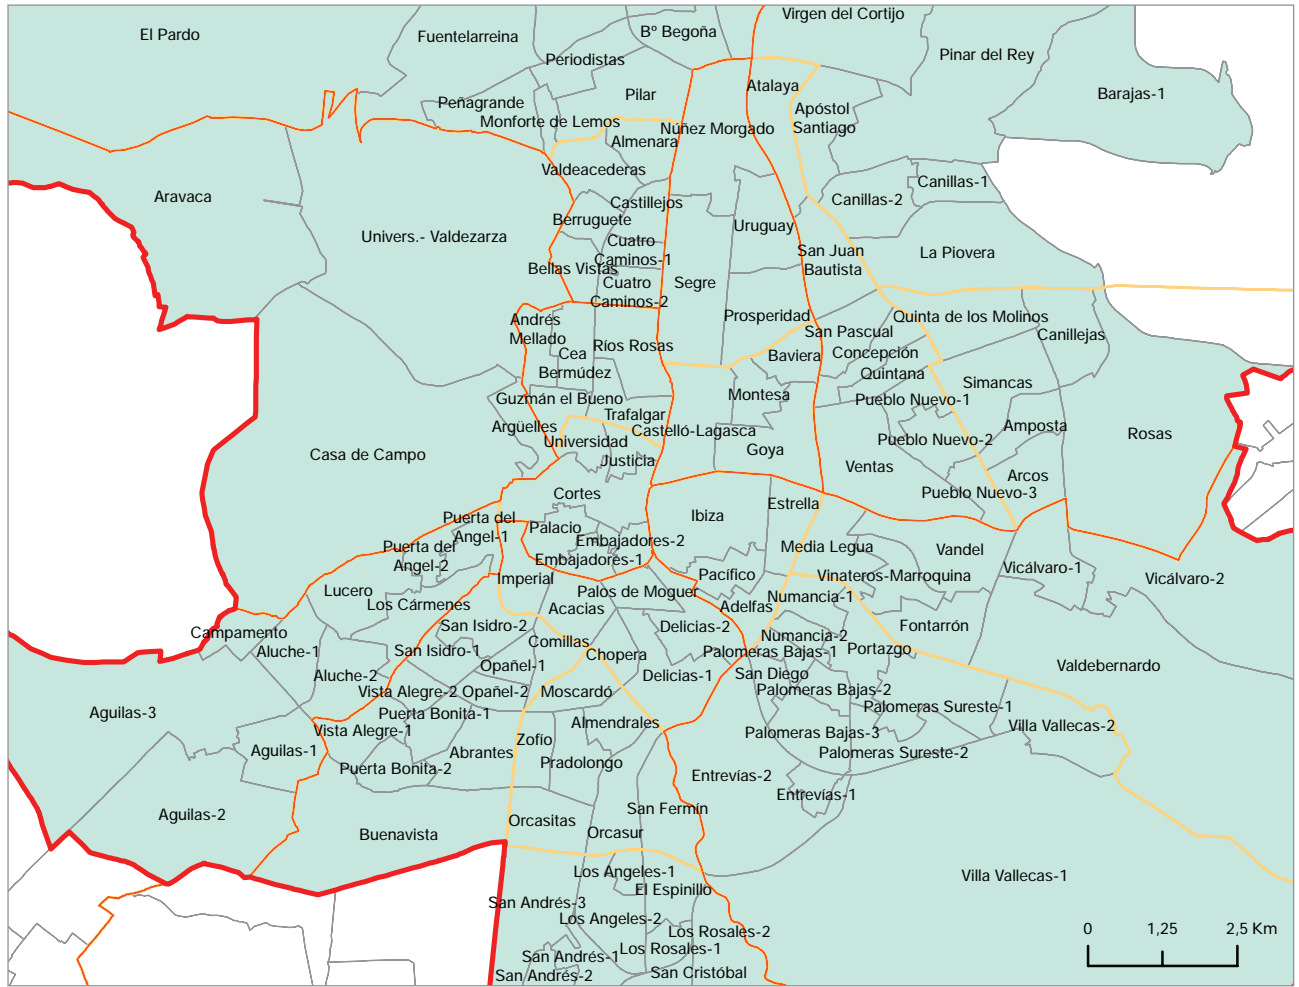 Virgen del Cortijo
El Pardo
Fuentelarreina
Bº Begoña
Periodistas
Pinar del Rey
Atalaya
Barajas-1
Pilar
Peñagrande
Apóstol
Santiago
Monforte de Lemos
Núñez Morgado
Almenara
Valdeacederas
Canillas-1
Aravaca
Castillejos
Canillas-2
Berruguete
Uruguay
Univers.- Valdezarza
Cuatro
Caminos-1
San Juan
Bautista
La Piovera
Bellas Vistas
Cuatro
Caminos-2
Segre
Andrés
Mellado
Prosperidad
Quinta de los Molinos
San Pascual
Canillejas
Ríos Rosas
Cea
Bermúdez
Baviera
Concepción
Quintana
Simancas
Guzmán el Bueno
Montesa
Pueblo Nuevo-1
Trafalgar
Argüelles
Castelló-Lagasca
Amposta
Rosas
Universidad
Pueblo Nuevo-2
Goya
Casa de Campo
Justicia
Ventas
Arcos
Cortes
Pueblo Nuevo-3
Estrella
Puerta del
Angel-1
Ibiza
Palacio
Embajadores-2
Puerta del
Angel-2
Media Legua
Vandel
Embajadores-1
Vicálvaro-1
Imperial
Pacífico
Vinateros-Marroquina
Vicálvaro-2
Lucero
Palos de Moguer
Numancia-1
Los Cármenes
Acacias
Adelfas
San Isidro-2
Delicias-2
Fontarrón
Campamento
Numancia-2
Aluche-1
San Isidro-1
Comillas
Chopera
Palomeras Bajas-1
Portazgo
Opañel-1
Valdebernardo
Aluche-2
Delicias-1
San Diego
Vista Alegre-2
Opañel-2
Moscardó
Palomeras Bajas-2
Aguilas-3
Puerta Bonita-1
Palomeras Sureste-1
Vista Alegre-1
Almendrales
Villa Vallecas-2
Zofío
Palomeras Bajas-3
Aguilas-1
Abrantes
Palomeras Sureste-2
Puerta Bonita-2
Pradolongo
Entrevías-2
Entrevías-1
San Fermín
Aguilas-2
Orcasitas
Buenavista
Orcasur
Los Angeles-1
Villa Vallecas-1
El Espinillo
San Andrés-3
Los Angeles-2
Los Rosales-2
Los Rosales-1
San Andrés-1
San Andrés-2
San Cristóbal
0 1,25 2,5 Km